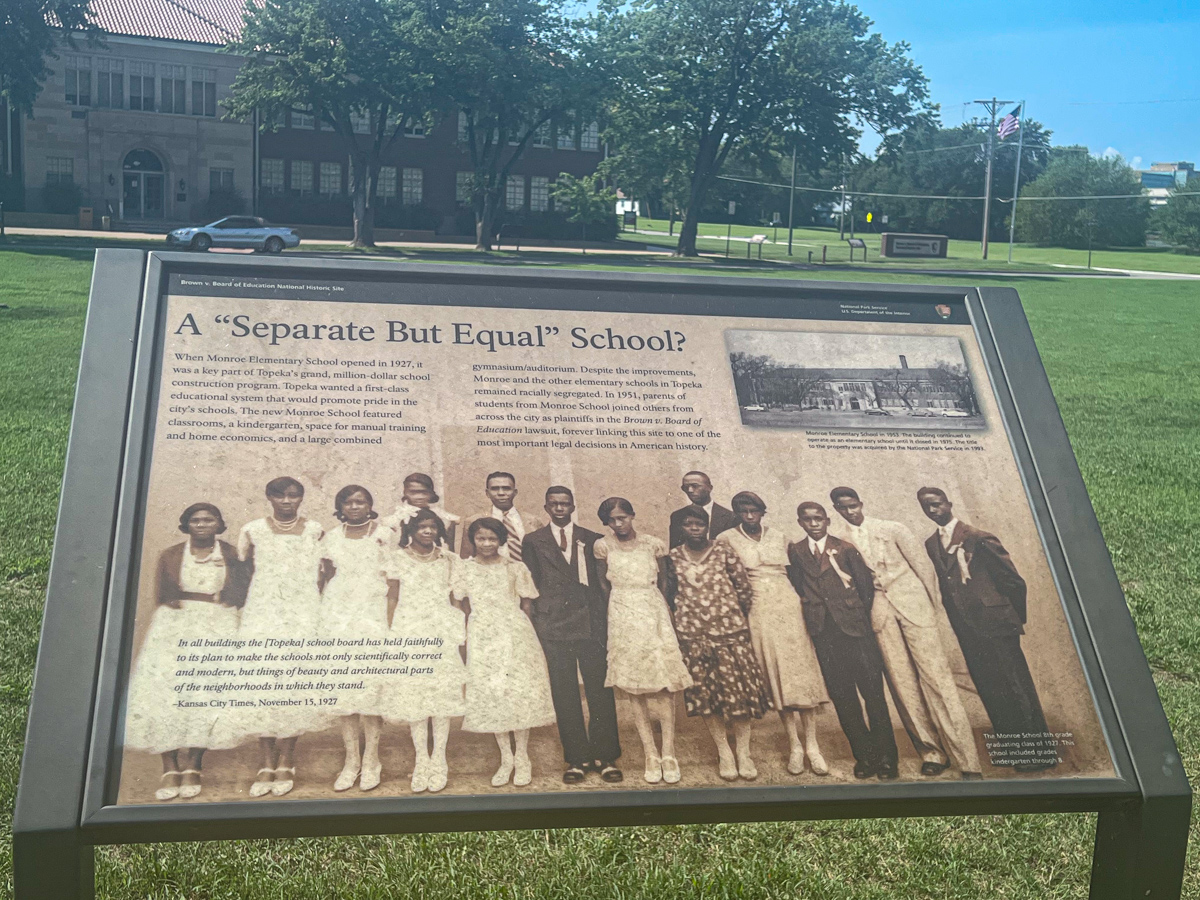 Brown v. Board of Education National Historic Site
National Park Service
U.S. Department of the Interior
A “Separate But Equal” School?
When Monroe Elementary School opened in 1927, it
was a key part of Topeka's grand, million-dollar school
construction program. Topeka wanted a first-class
educational system that would promote pride in the
city's schools. The new Monroe School featured
classrooms, a kindergarten, space for manual training
and home economics, and a large combined
gymnasium/auditorium. Despite the improvements,
Monroe and the other elementary schools in Topeka
remained racially segregated. In 1951, parents of
students from Monroe School joined others from
across the city as plaintiffs in the Brown v. Board of
Education lawsuit, forever linking this site to one of the
most important legal decisions in American history.
Monroe Elementary School in 1953. The building continued to
operate as an elementary school until it closed in 1975. The title
to the property was acquired by the National Park Service in 1993.
In all buildings the [Topeka] school board has held faithfully
to its plan to make the schools not only scientifically correct
and modern, but things of beauty and architectural parts
of the neighborhoods in which they stand.
–Kansas City Times, November 15, 1927
The Monroe School 8th grade
graduating class of 1927. This
school included grades
kindergarten through 8.